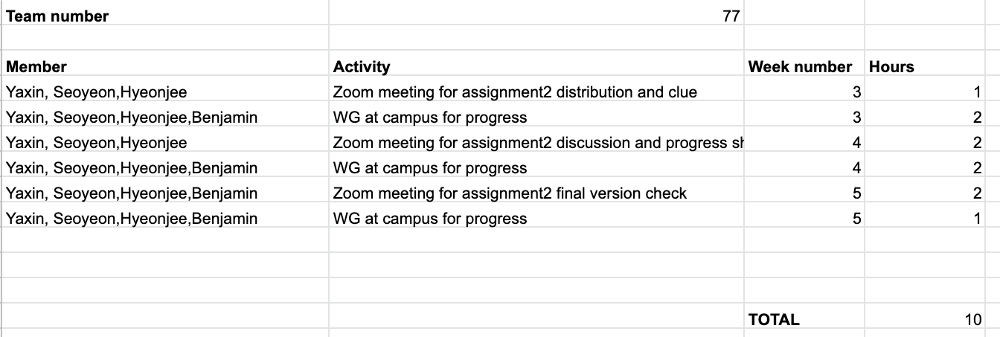 Team number 77
Member Activity Week number Hours
Yaxin, Seoyeon,Hyeonjee Zoom meeting for assignment2 distribution and clue 3 1
Yaxin, Seoyeon,Hyeonjee,Benjamin WG at campus for progress 3 2
Yaxin, Seoyeon,Hyeonjee Zoom meeting for assignment2 discussion and progress 4 2
Yaxin, Seoyeon,Hyeonjee,Benjamin WG at campus for progress 4 2
Yaxin, Seoyeon,Hyeonjee,Benjamin Zoom meeting for assignment2 final version check 5 2
Yaxin, Seoyeon,Hyeonjee,Benjamin WG at campus for progress 5 1
TOTAL 10